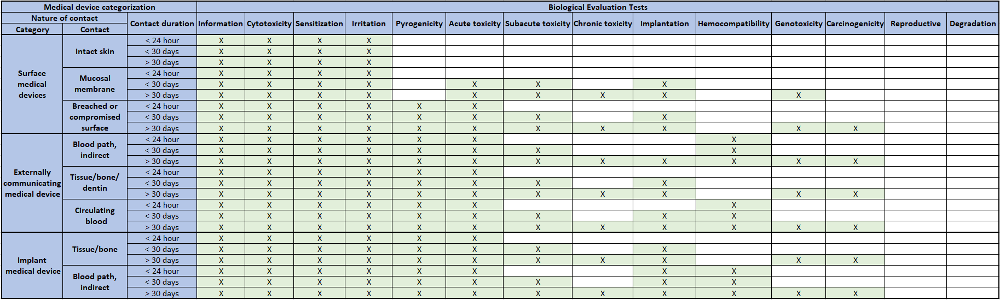 Medical device categorization Biological Evaluation Tests
Nature of contact Contact duration Information Cytotoxicity Sensitization Irritation Pyrogenicity Acute toxicity Subacute toxicity Chronic toxicity Implantation Hemocompatibility Genotoxicity Carcinogenicity Reproductive Degradation
Category Contact
Surface medical devices
Intact skin
< 24 hour X X X X
< 30 days X X X X
> 30 days X X X X
Mucosal membrane
< 24 hour X X X X
< 30 days X X X X X X X
> 30 days X X X X X X X X X
Breached or compromised surface
< 24 hour X X X X X X
< 30 days X X X X X X X X
> 30 days X X X X X X X X X X X
Externally communicating medical device
Blood path, indirect
< 24 hour X X X X X X X
< 30 days X X X X X X X X
> 30 days X X X X X X X X X X X X
Tissue/bone/ dentin
< 24 hour X X X X X X
< 30 days X X X X X X X X
> 30 days X X X X X X X X X X X
Circulating blood
< 24 hour X X X X X X X
< 30 days X X X X X X X X X
> 30 days X X X X X X X X X X X X
Implant medical device
Tissue/bone
< 24 hour X X X X X X
< 30 days X X X X X X X X
> 30 days X X X X X X X X X X X
Blood path, indirect
< 24 hour X X X X X X X X
< 30 days X X X X X X X X X
> 30 days X X X X X X X X X X X X